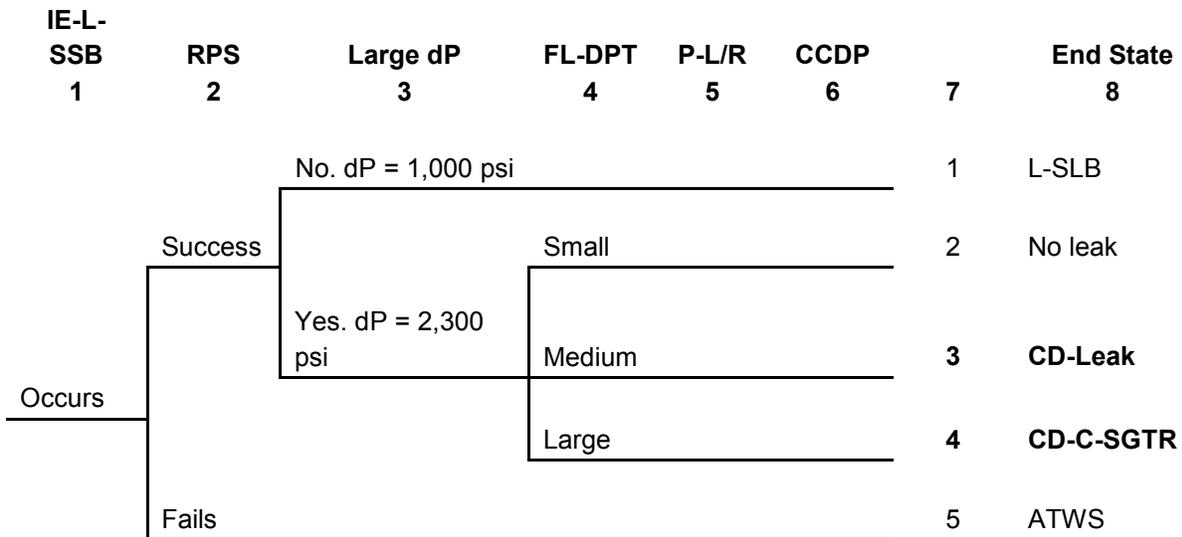 IE-L-
SSB RPS Large dP FL-DPT P-L/R CCDP End State
1 2 3 4 5 6 7 8
No. dP = 1,000 psi 1 L-SLB
Success Small 2 No leak
Yes. dP = 2,300
psi Medium 3 CD-Leak
Occurs
Large 4 CD-C-SGTR
Fails 5 ATWS